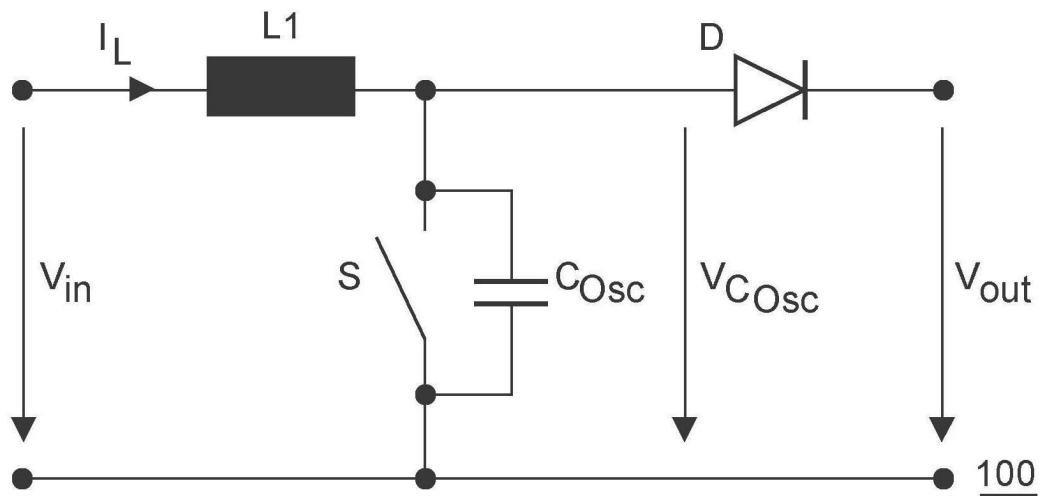 I_L
L1
D
V_in
S
C_Osc
V_C_Osc
V_out
100